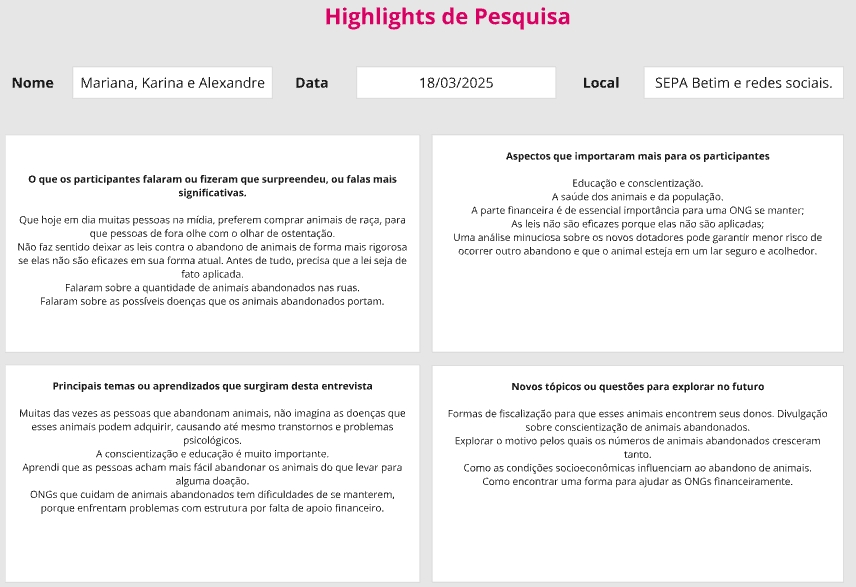 Highlights de Pesquisa
Nome
Mariana, Karina e Alexandre
Data
18/03/2025
Local
SEPA Betim e redes sociais.
O que os participantes falaram ou fizeram que surpreendeu, ou falas mais
significativas.
Que hoje em dia muitas pessoas na mídia, preferem comprar animais de raça, para
que pessoas de fora olhe com o olhar de ostentação.
Não faz sentido deixar as leis contra o abandono de animais de forma mais rigorosa
se elas não são eficazes em sua forma atual. Antes de tudo, precisa que a lei seja de
fato aplicada.
Falaram sobre a quantidade de animais abandonados nas ruas.
Falaram sobre as possíveis doenças que os animais abandonados portam.
Aspectos que importaram mais para os participantes
Educação e conscientização.
A saúde dos animais e da população.
A parte financeira é de essencial importância para uma ONG se manter;
As leis não são eficazes porque elas não são aplicadas;
Uma análise minuciosa sobre os novos dotadores pode garantir menor risco de
ocorrer outro abandono e que o animal esteja em um lar seguro e acolhedor.
Principais temas ou aprendizados que surgiram desta entrevista
Muitas das vezes as pessoas que abandonam animais, não imagina as doenças que
esses animais podem adquirir, causando até mesmo transtornos e problemas
psicológicos.
A conscientização e educação é muito importante.
Aprendi que as pessoas acham mais fácil abandonar os animais do que levar para
alguma doação.
ONGs que cuidam de animais abandonados tem dificuldades de se manterem,
porque enfrentam problemas com estrutura por falta de apoio financeiro.
Novos tópicos ou questões para explorar no futuro
Formas de fiscalização para que esses animais encontrem seus donos. Divulgação
sobre conscientização de animais abandonados.
Explorar o motivo pelos quais os números de animais abandonados cresceram
tanto.
Como as condições socioeconômicas influenciam ao abandono de animais.
Como encontrar uma forma para ajudar as ONGs financeiramente.